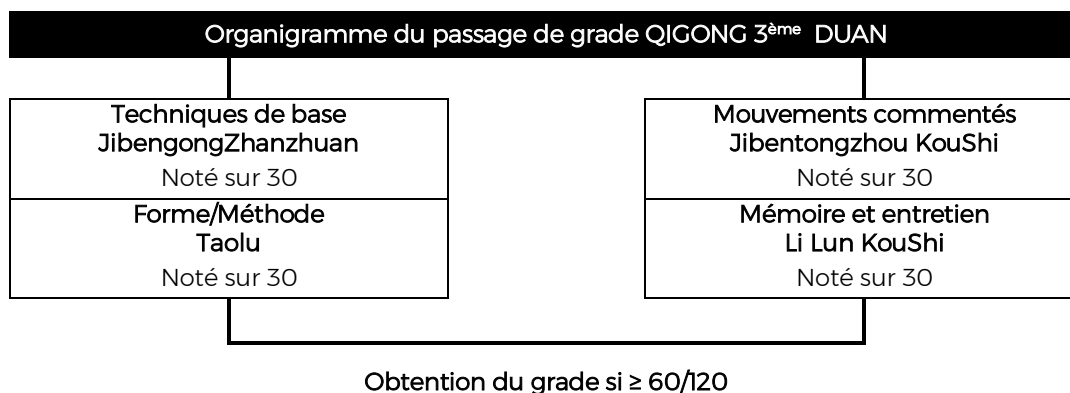 Organigramme du passage de grade QIGONG 3ème DUAN
Techniques de base
JibengongZhanzhuan
Noté sur 30
Forme/Méthode
Taolu
Noté sur 30
Mouvements commentés
Jibentongzhou KouShi
Noté sur 30
Mémoire et entretien
Li Lun KouShi
Noté sur 30
Obtention du grade si ≥ 60/120